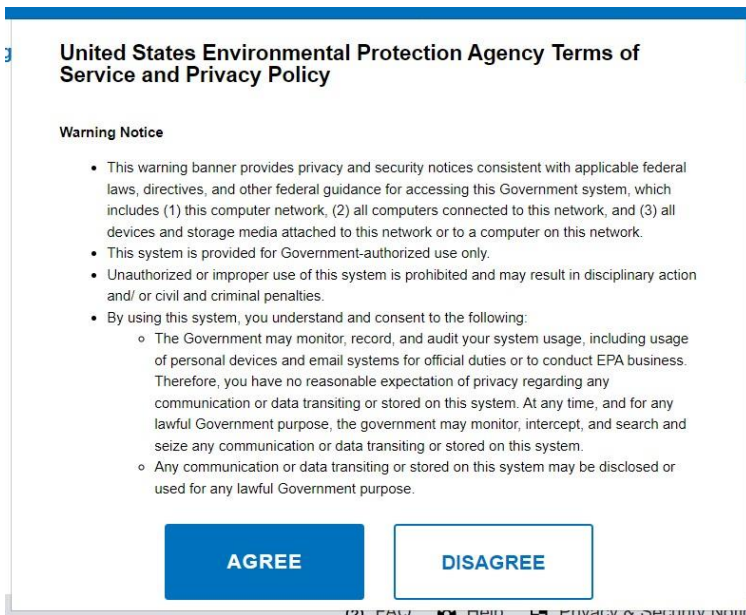 g
United States Environmental Protection Agency Terms of
Service and Privacy Policy
Warning Notice
• This warning banner provides privacy and security notices consistent with applicable federal
laws, directives, and other federal guidance for accessing this Government system, which
includes (1) this computer network, (2) all computers connected to this network, and (3) all
devices and storage media attached to this network or to a computer on this network.
• This system is provided for Government-authorized use only.
• Unauthorized or improper use of this system is prohibited and may result in disciplinary action
and/ or civil and criminal penalties.
• By using this system, you understand and consent to the following:
◦ The Government may monitor, record, and audit your system usage, including usage
of personal devices and email systems for official duties or to conduct EPA business.
Therefore, you have no reasonable expectation of privacy regarding any
communication or data transiting or stored on this system. At any time, and for any
lawful Government purpose, the government may monitor, intercept, and search and
seize any communication or data transiting or stored on this system.
◦ Any communication or data transiting or stored on this system may be disclosed or
used for any lawful Government purpose.
AGREE DISAGREE
FAQ Help Privacy & Security Noti